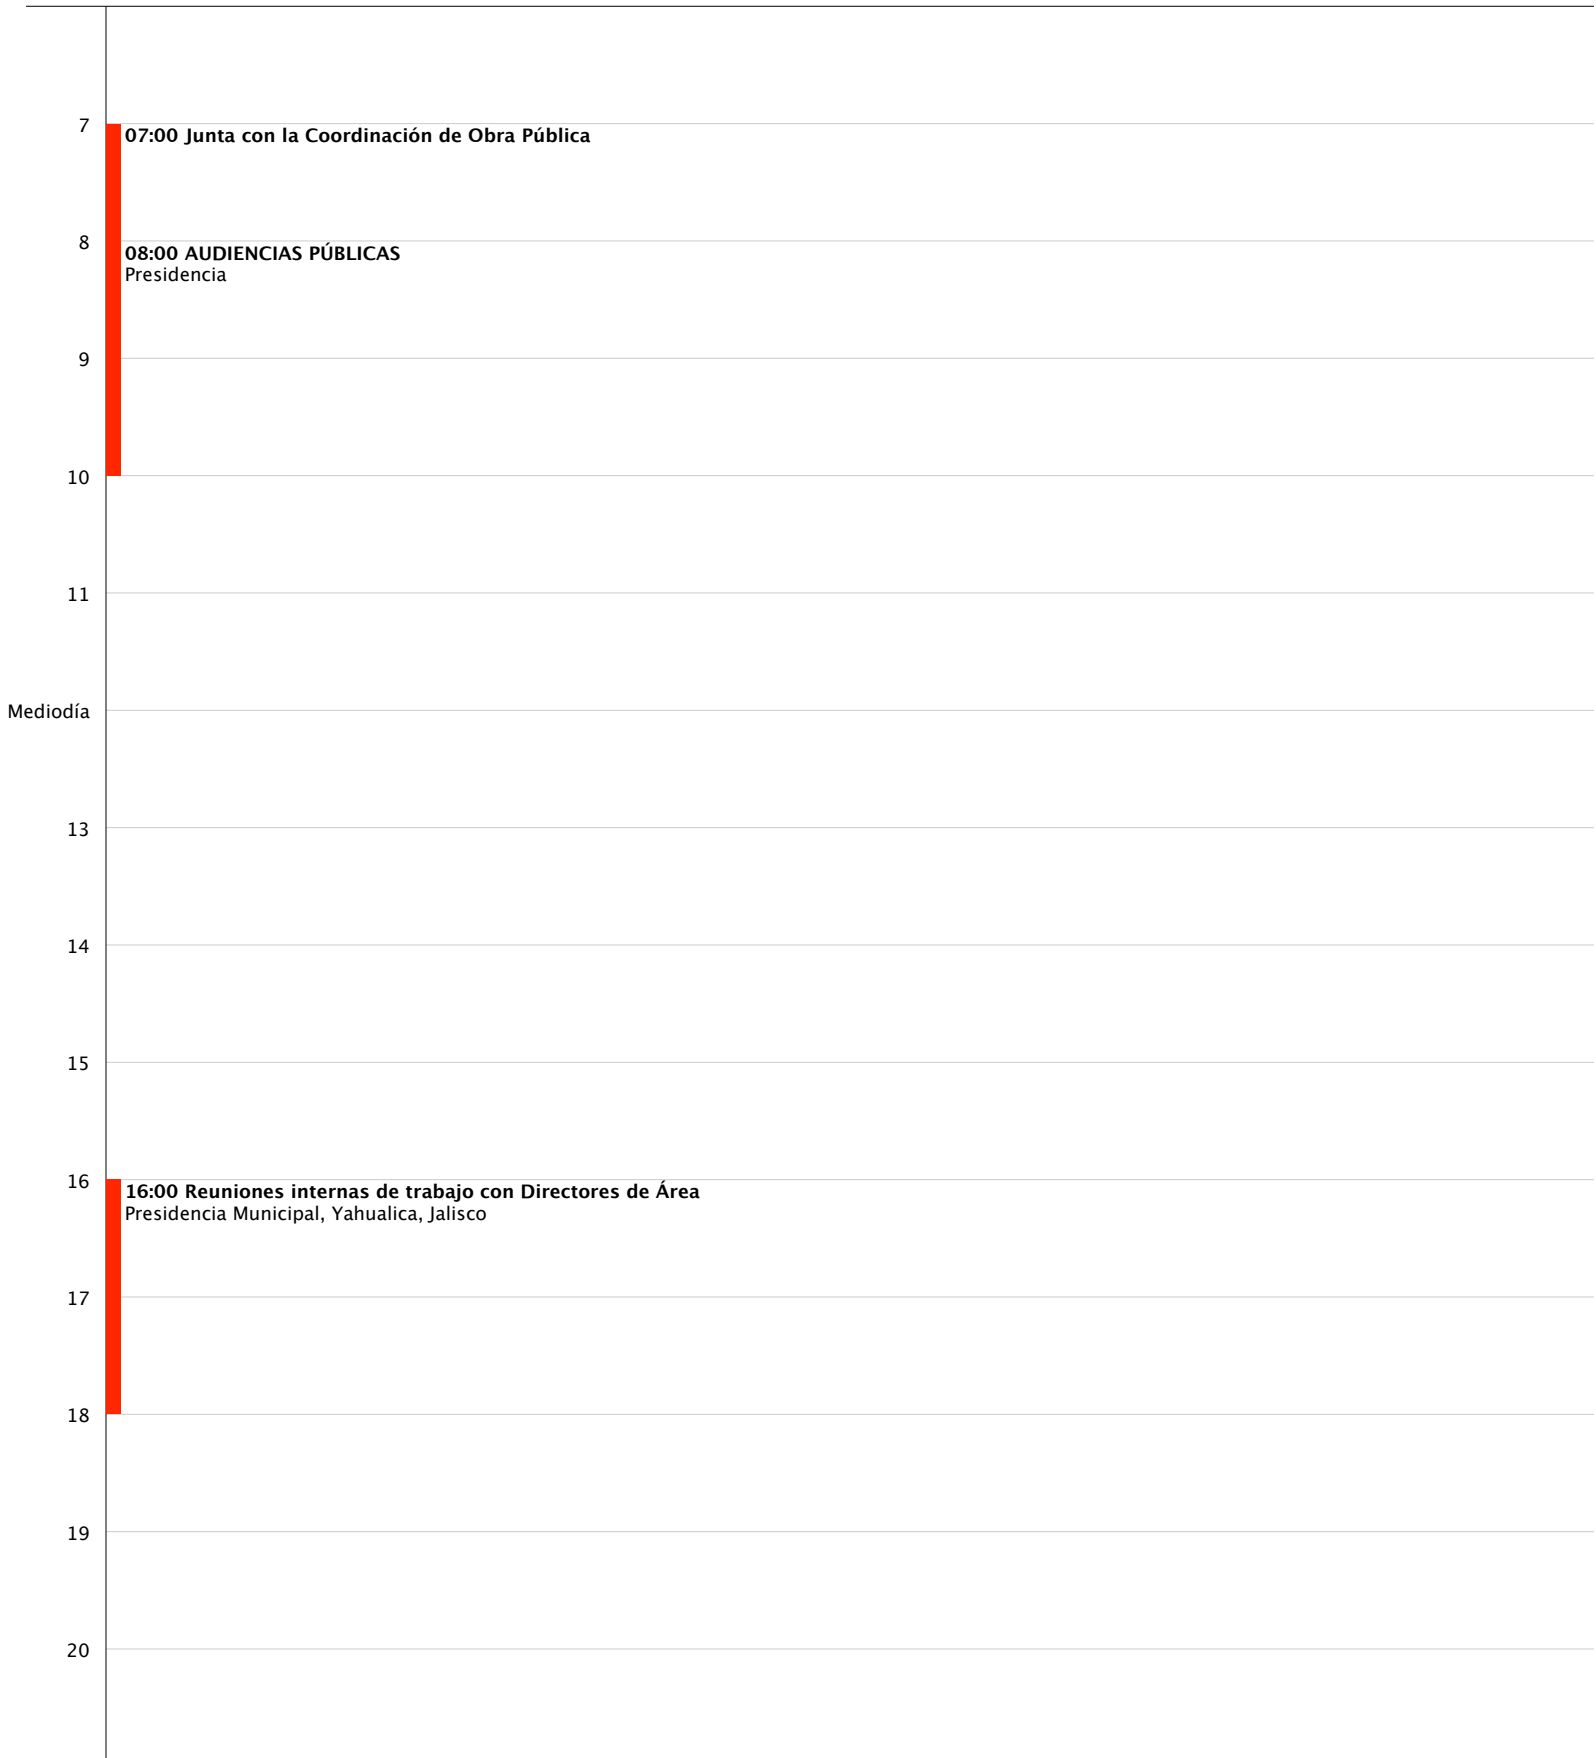 7
07:00 Junta con la Coordinación de Obra Pública
8
08:00 AUDIENCIAS PÚBLICAS
Presidencia
9
10
11
Mediodía
13
14
15
16
16:00 Reuniones internas de trabajo con Directores de Área
Presidencia Municipal, Yahualica, Jalisco
17
18
19
20